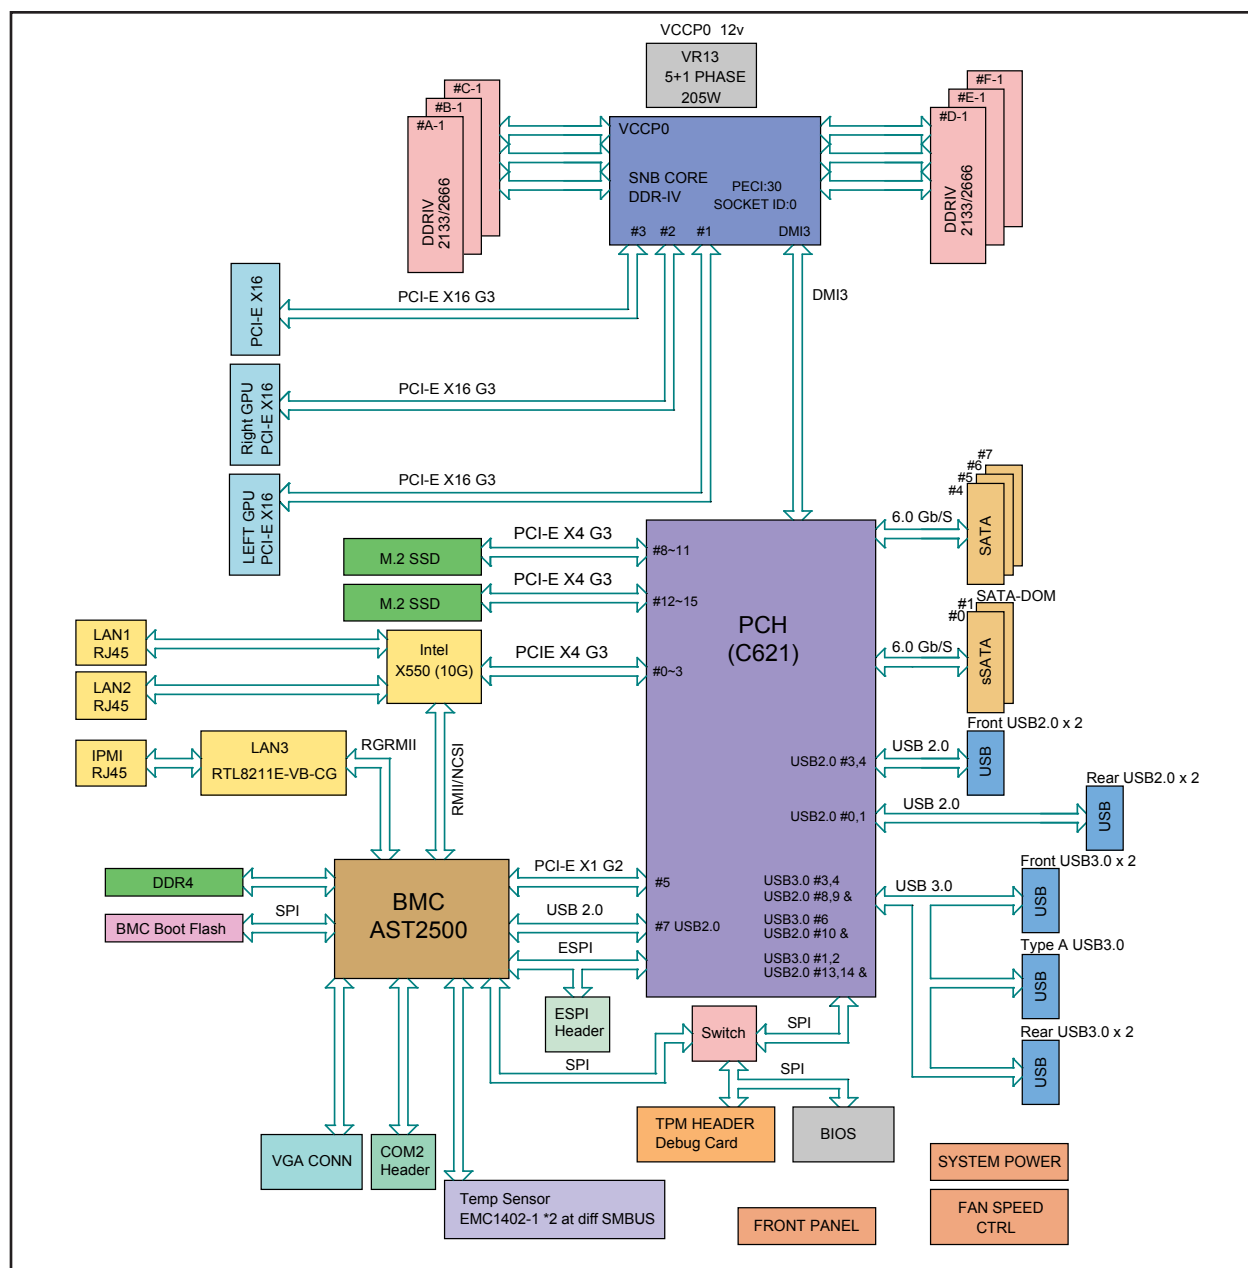 VCCP0 12v
VR13
5+1 PHASE
205W
#C-1
#B-1
#A-1
DDRIV
2133/2666
#F-1
#E-1
#D-1
DDRIV
2133/2666
VCCP0
SNB CORE
DDR-IV
PECI:30
SOCKET ID:0
#3
#2
#1
DMI3
DMI3
PCI-E X16
PCI-E X16 G3
Right GPU
PCI-E X16
PCI-E X16 G3
LEFT GPU
PCI-E X16
PCI-E X16 G3
#7
#6
#5
#4
6.0 Gb/S
SATA
M.2 SSD
PCI-E X4 G3
#8~11
M.2 SSD
PCI-E X4 G3
#12~15
PCH
(C621)
SATA-DOM
#1
#0
6.0 Gb/S
sSATA
LAN1
RJ45
LAN2
RJ45
Intel
X550 (10G)
PCIE X4 G3
#0~3
Front USB2.0 x 2
USB 2.0
USB2.0 #3,4
USB
IPMI
RJ45
LAN3
RTL8211E-VB-CG
RGRMII
RMII/NCSI
Rear USB2.0 x 2
USB 2.0
USB2.0 #0,1
USB
DDR4
BMC Boot Flash
SPI
BMC
AST2500
PCI-E X1 G2
#5
USB 2.0
#7 USB2.0
ESPI
USB3.0 #3,4
USB2.0 #8,9 &
USB3.0 #6
USB2.0 #10 &
USB3.0 #1,2
USB2.0 #13,14 &
USB 3.0
Front USB3.0 x 2
USB
Type A USB3.0
USB
Rear USB3.0 x 2
USB
ESPI
Header
Switch
SPI
SPI
SPI
TPM HEADER
Debug Card
BIOS
VGA CONN
COM2
Header
Temp Sensor
EMC1402-1 *2 at diff SMBUS
SYSTEM POWER
FRONT PANEL
FAN SPEED
CTRL